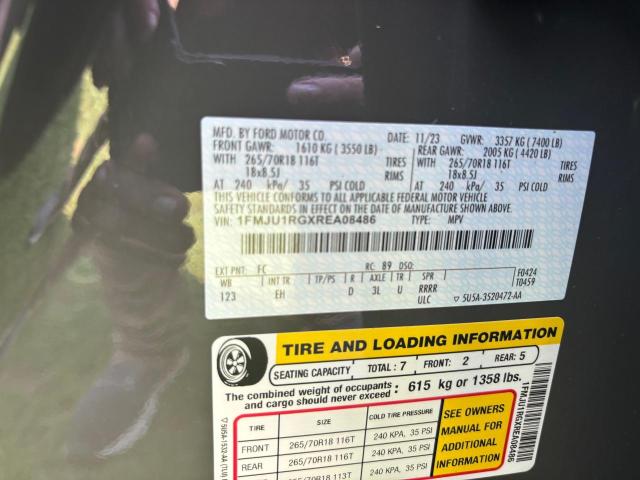 MFD. BY FORD MOTOR CO.
DATE: 11/23 GVWR: 3357 KG (7400 LB)
FRONT GAWR: 1610 KG (3550 LB) REAR GAWR: 2005 KG (4420 LB)
WITH 265/70R18 116T TIRES WITH 265/70R18 116T TIRES
18x8.5J RIMS 18x8.5J RIMS
AT 240 kPa/ 35 PSI COLD AT 240 kPa/ 35 PSI COLD
THIS VEHICLE CONFORMS TO ALL APPLICABLE FEDERAL MOTOR VEHICLE
SAFETY STANDARDS IN EFFECT ON THE DATE OF MANUFACTURE SHOWN ABOVE.
VIN: 1FMJU1RGXREA08486 TYPE: MPV
EXT PNT: FC RC: 89 DSO:
WB INT TR TP/PS R AXLE TR SPR F0424
123 EH D 3L U RRRR T0459
ULC ▽ 5U5A-3520472-AA
TIRE AND LOADING INFORMATION
SEATING CAPACITY TOTAL: 7 FRONT: 2 REAR: 5
The combined weight of occupants
and cargo should never exceed : 615 kg or 1358 lbs.
TIRE SIZE COLD TIRE PRESSURE
FRONT 265/70R18 116T 240 KPA, 35 PSI
REAR 265/70R18 116T 240 KPA, 35 PSI
265/70R18 113T 240 KPA, 35 PSI
SEE OWNERS
MANUAL FOR
ADDITIONAL
INFORMATION
1FMJU1RGXREA08486